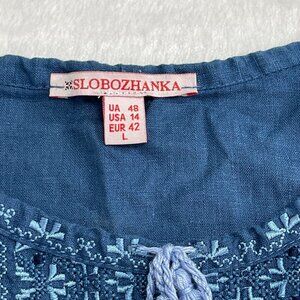 SLOBOZHANKA
UA 48
USA 14
EUR 42
L